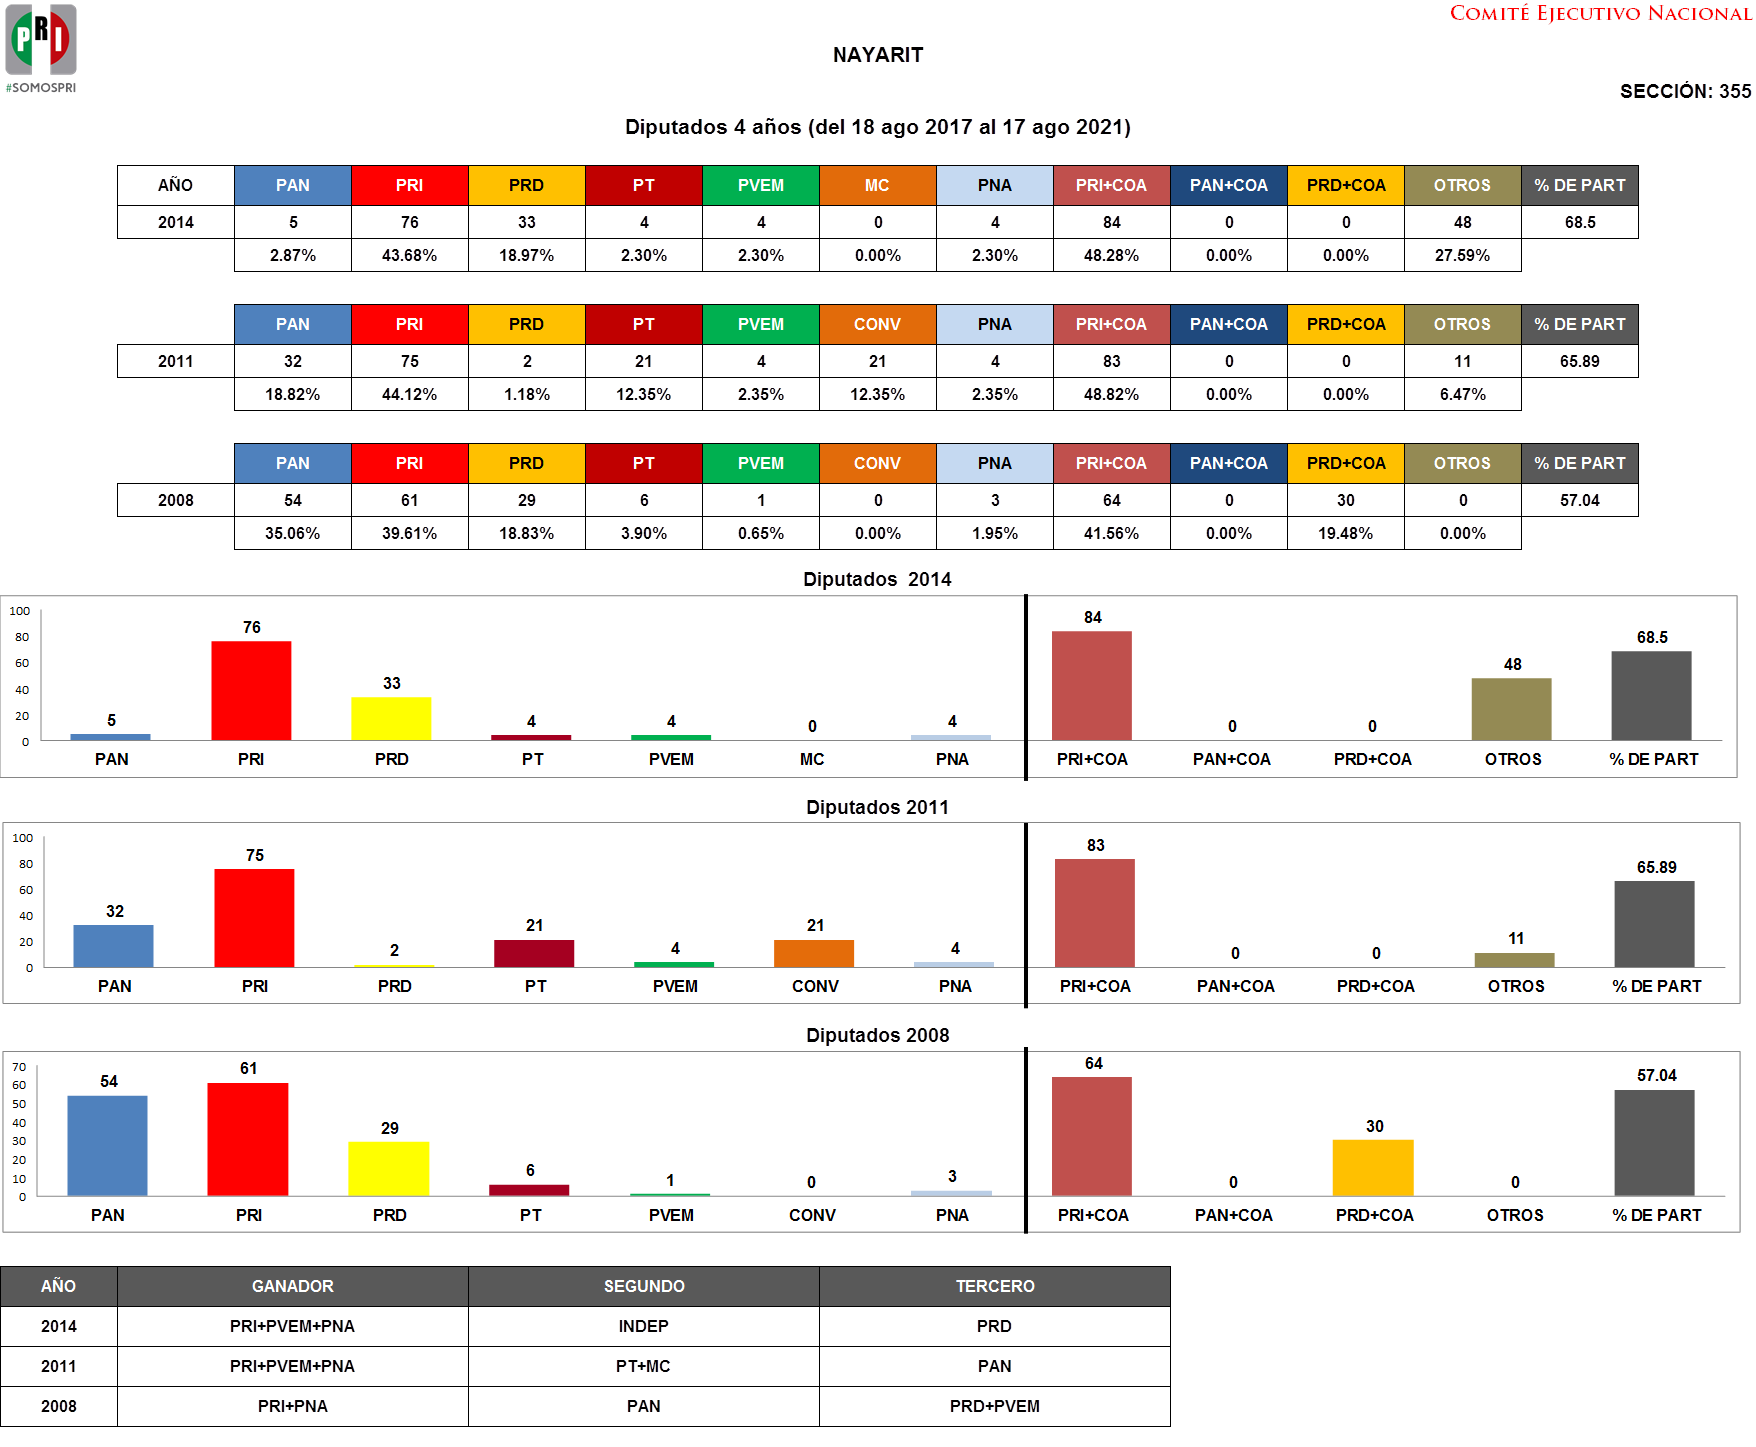 COMITÉ EJECUTIVO NACIONAL
PRI
#SOMOSPRI
NAYARIT
SECCIÓN: 355
Diputados 4 años (del 18 ago 2017 al 17 ago 2021)
AÑO PAN PRI PRD PT PVEM MC PNA PRI+COA PAN+COA PRD+COA OTROS % DE PART
2014 5 76 33 4 4 0 4 84 0 0 48 68.5
2.87% 43.68% 18.97% 2.30% 2.30% 0.00% 2.30% 48.28% 0.00% 0.00% 27.59%
PAN PRI PRD PT PVEM CONV PNA PRI+COA PAN+COA PRD+COA OTROS % DE PART
2011 32 75 2 21 4 21 4 83 0 0 11 65.89
18.82% 44.12% 1.18% 12.35% 2.35% 12.35% 2.35% 48.82% 0.00% 0.00% 6.47%
PAN PRI PRD PT PVEM CONV PNA PRI+COA PAN+COA PRD+COA OTROS % DE PART
2008 54 61 29 6 1 0 3 64 0 30 0 57.04
35.06% 39.61% 18.83% 3.90% 0.65% 0.00% 1.95% 41.56% 0.00% 19.48% 0.00%
Diputados 2014
100
80
60
40
20
0
5 76 33 4 4 0 4 84 0 0 48 68.5
PAN PRI PRD PT PVEM MC PNA PRI+COA PAN+COA PRD+COA OTROS % DE PART
Diputados 2011
100
80
60
40
20
0
32 75 2 21 4 21 4 83 0 0 11 65.89
PAN PRI PRD PT PVEM CONV PNA PRI+COA PAN+COA PRD+COA OTROS % DE PART
Diputados 2008
70
60
50
40
30
20
10
0
54 61 29 6 1 0 3 64 0 30 0 57.04
PAN PRI PRD PT PVEM CONV PNA PRI+COA PAN+COA PRD+COA OTROS % DE PART
AÑO GANADOR SEGUNDO TERCERO
2014 PRI+PVEM+PNA INDEP PRD
2011 PRI+PVEM+PNA PT+MC PAN
2008 PRI+PNA PAN PRD+PVEM